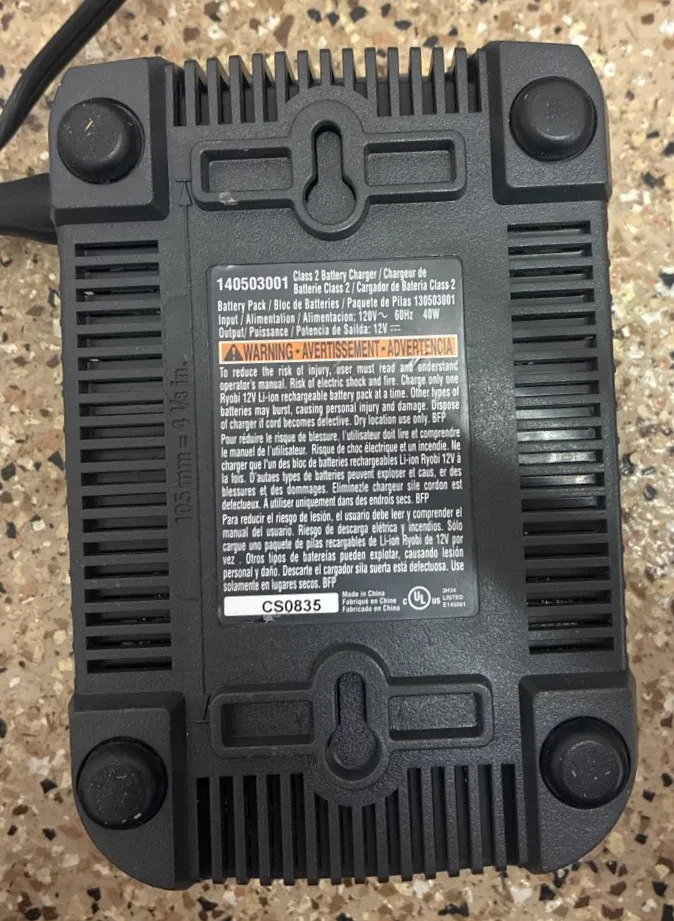 140503001 Class 2 Battery Charger / Chargeur de
Batterie Class 2 / Cargador de Bateria Class 2
Battery Pack / Bloc de Batteries / Paquete de Pilas 130503001
Input / Alimentation / Alimentacion: 120V~ 60Hz 40W
Output/ Puissance / Potencia de Sailda: 12V ⎓
WARNING • AVERTISSEMENT • ADVERTENCIA
To reduce the risk of injury, user must read and understand
operator's manual. Risk of electric shock and fire. Charge only one
Ryobi 12V Li-ion rechargeable battery pack at a time. Other types of
batteries may burst, causing personal injury and damage. Dispose
of charger if cord becomes defective. Dry location use only. BFP
Pour réduire le risque de blessure, l'utilisateur doit lire et comprendre
le manuel de l'utilisateur. Risque de choc électrique et un incendie. Ne
charger que l'un des bloc de batteries rechargeables Li-ion Ryobi 12V à
la fois. D'autaes types de batteries peuvent exploser et caus, er des
blessures et des dommages. Eliminezle chargeur sile cordon est
defectueux. A utiliser uniquement dans des endrois secs. BFP
Para reducir el riesgo de lesión, el usuario debe leer y comprender el
manual del usuario. Riesgo de descarga elétrica y incendios. Sólo
cargue uno paquete de pilas recargables de Li-ion Ryobi de 12V por
vez . Otros tipos de batereías pueden explotar, causando lesión
personal y daño. Descarte el cargador sila suerta está defectuosa. Use
solamente en lugares secos. BFP
CS0835
Made in China
Fabriqué en Chine
Fabricado en China
C UL US
3H34
LISTED
E145001
103 mm = 4 1/8 in.